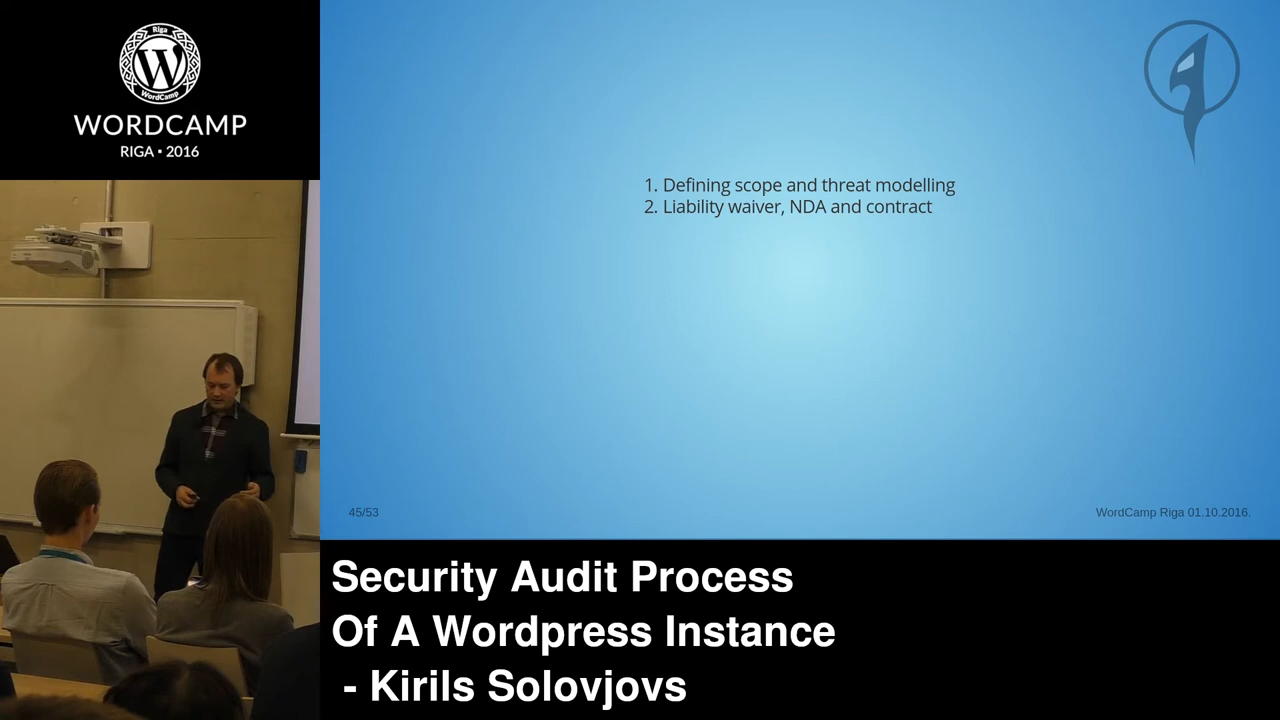 Riga
WordCamp
WORDCAMP
RIGA • 2016
1. Defining scope and threat modelling
2. Liability waiver, NDA and contract
45/53
WordCamp Riga 01.10.2016.
Security Audit Process
Of A Wordpress Instance
- Kirils Solovjovs